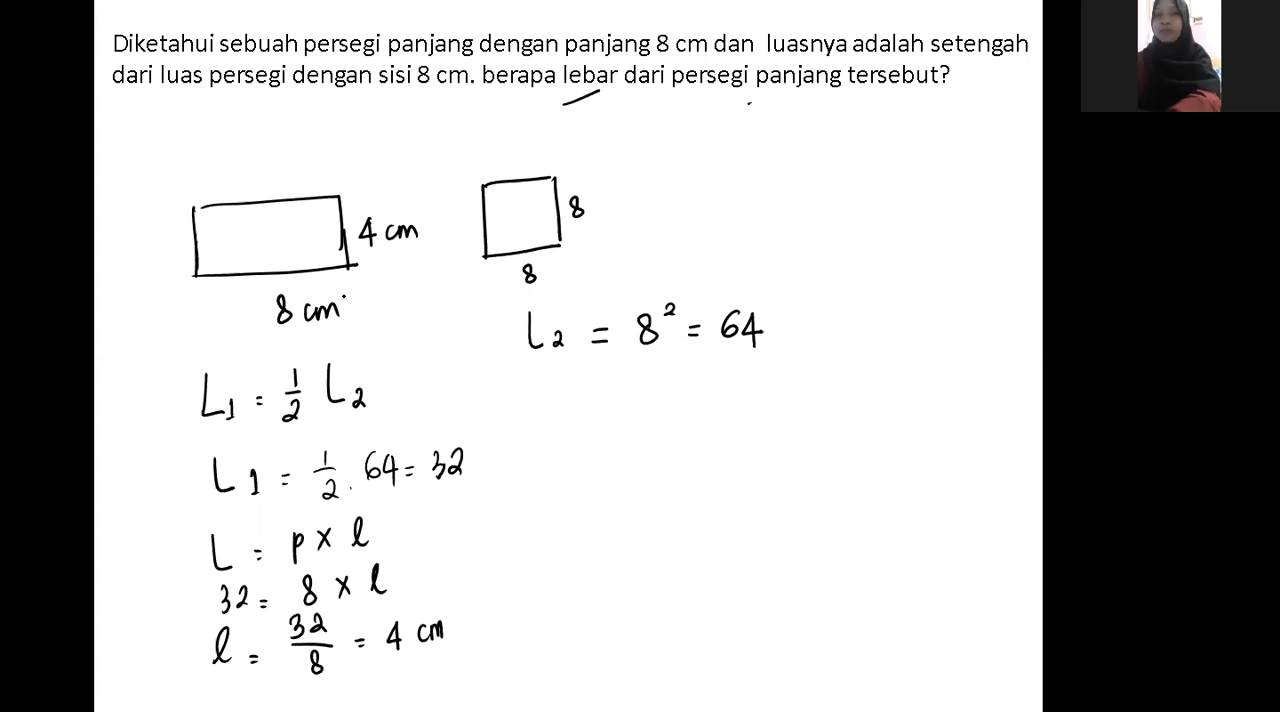 Diketahui sebuah persegi panjang dengan panjang 8 cm dan luasnya adalah setengah
dari luas persegi dengan sisi 8 cm. berapa lebar dari persegi panjang tersebut?
4 cm
8 cm
8
8
L₂ = 8² = 64
L₁ = 1/2 L₂
L₁ = 1/2 . 64 = 32
L = p × l
32 = 8 × l
l = 32/8 = 4 cm